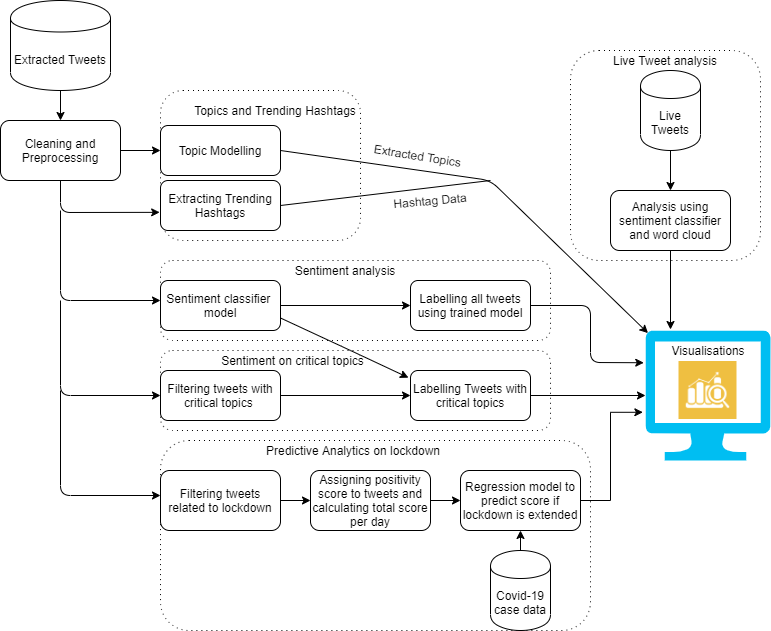 Extracted Tweets
Live Tweet analysis
Live
Tweets
Topics and Trending Hashtags
Cleaning and
Preprocessing
Topic Modelling
Extracted Topics
Extracting Trending
Hashtags
Hashtag Data
Analysis using
sentiment classifier
and word cloud
Sentiment analysis
Sentiment classifier
model
Labelling all tweets
using trained model
Visualisations
Sentiment on critical topics
Filtering tweets with
critical topics
Labelling Tweets with
critical topics
Predictive Analytics on lockdown
Filtering tweets
related to lockdown
Assigning positivity
score to tweets and
calculating total score
per day
Regression model to
predict score if
lockdown is extended
Covid-19
case data